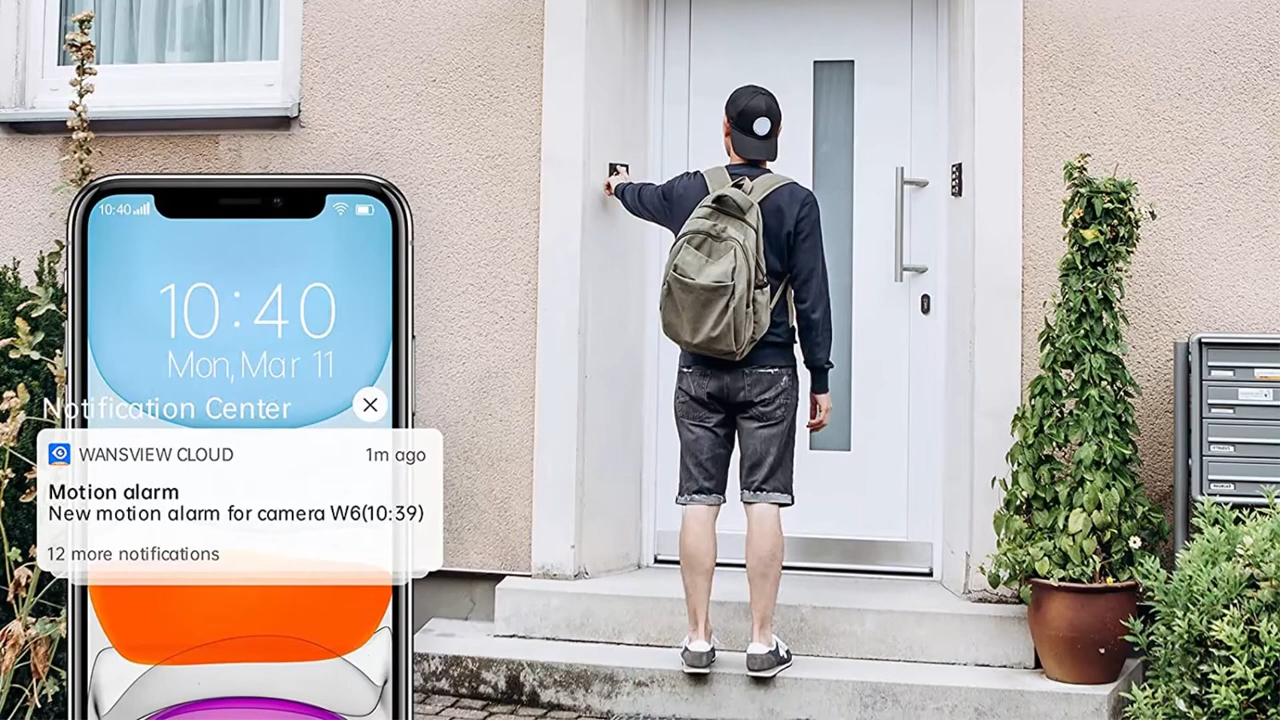 10:40
10:40
Mon, Mar 11
Notification Center
WANSVIEW CLOUD
1m ago
Motion alarm
New motion alarm for camera W6(10:39)
12 more notifications